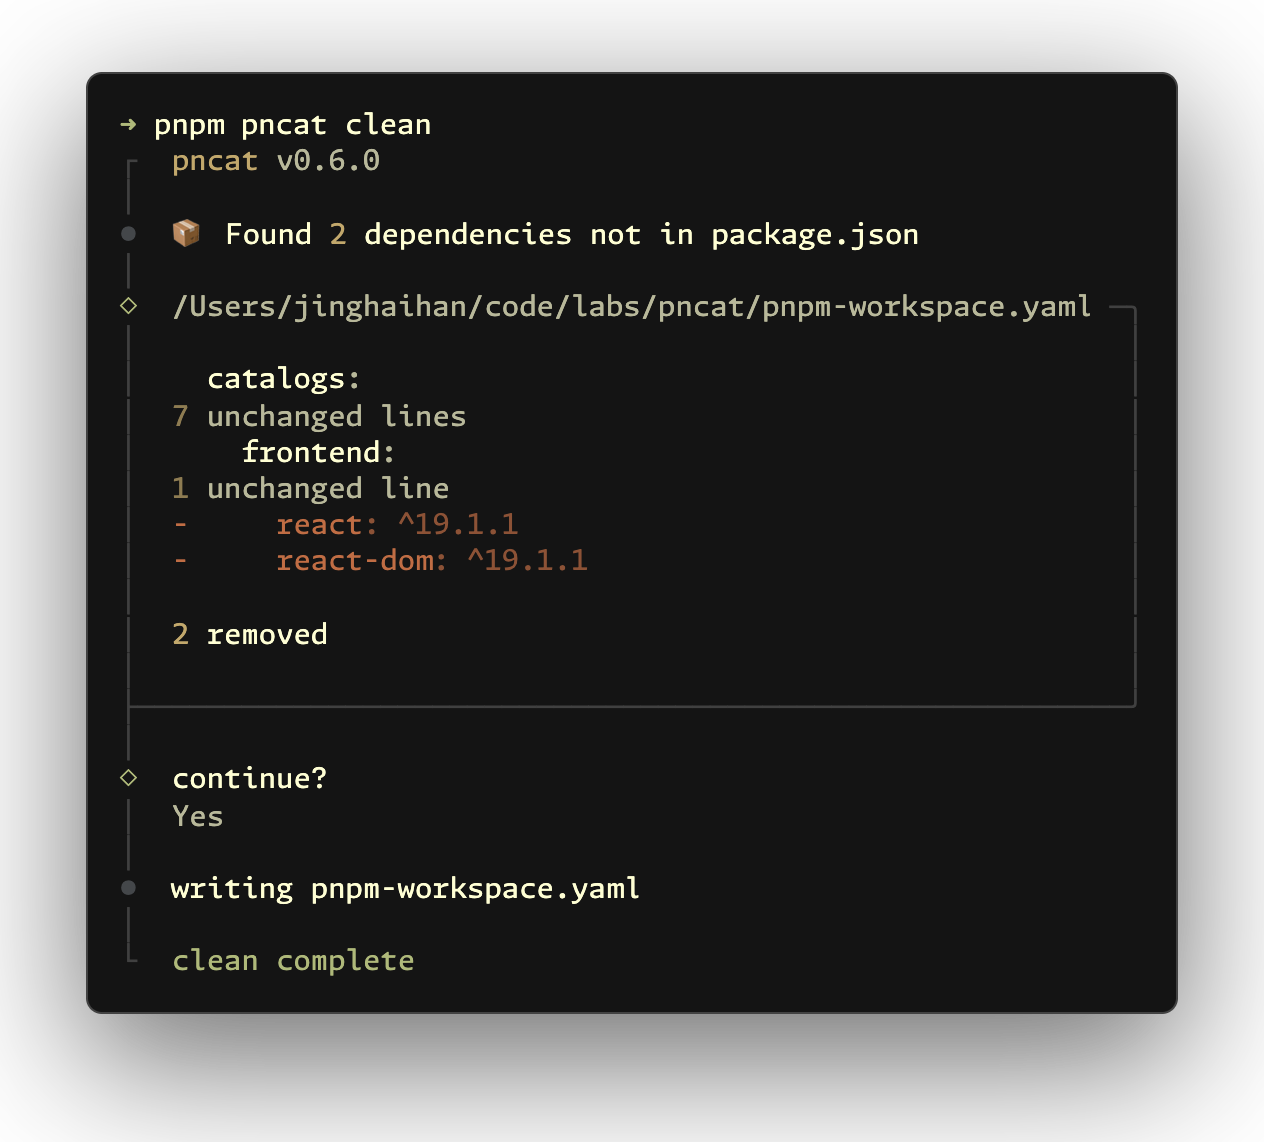 → pnpm pncat clean
pncat v0.6.0
📦 Found 2 dependencies not in package.json
/Users/jinghaihan/code/labs/pncat/pnpm-workspace.yaml
catalogs:
7 unchanged lines
frontend:
1 unchanged line
- react: ^19.1.1
- react-dom: ^19.1.1
2 removed
continue?
Yes
writing pnpm-workspace.yaml
clean complete